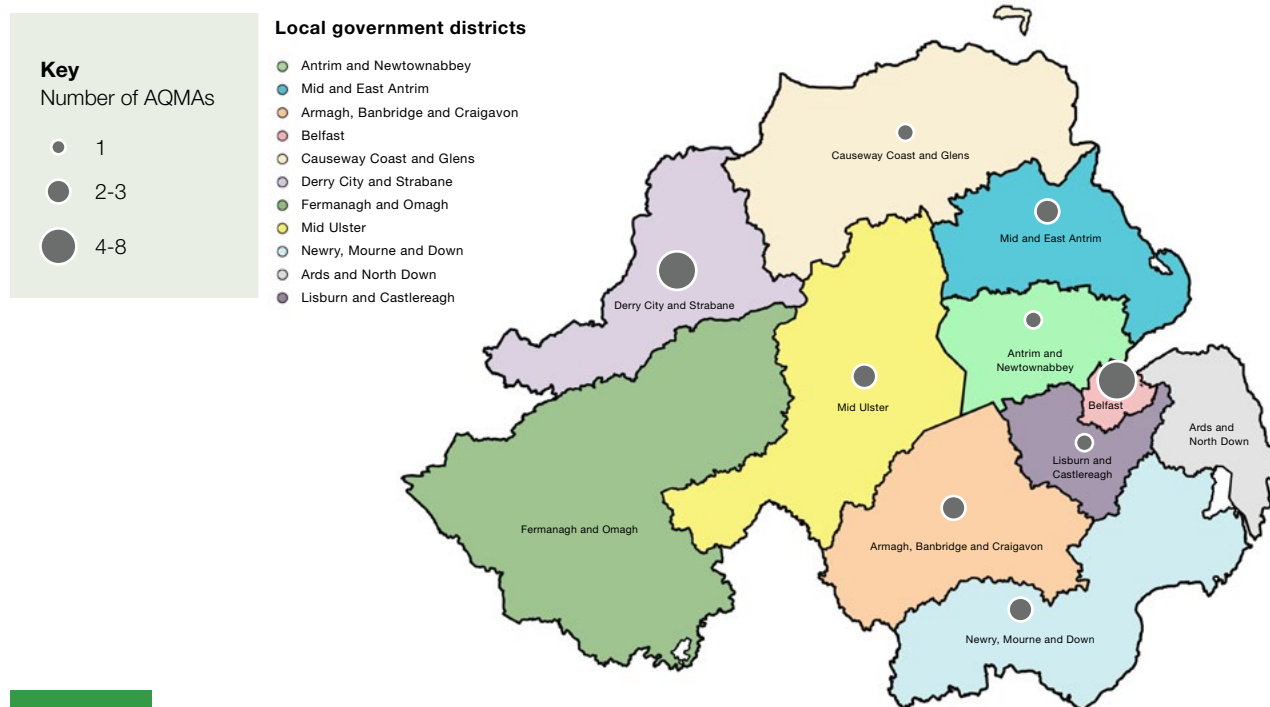 Key
Number of AQMAs
1
2-3
4-8
Local government districts
Antrim and Newtownabbey
Mid and East Antrim
Armagh, Banbridge and Craigavon
Belfast
Causeway Coast and Glens
Derry City and Strabane
Fermanagh and Omagh
Mid Ulster
Newry, Mourne and Down
Ards and North Down
Lisburn and Castlereagh
Causeway Coast and Glens
Mid and East Antrim
Derry City and Strabane
Antrim and
Newtownabbey
Mid Ulster
Belfast
Ards and
North Down
Lisburn and
Castlereagh
Fermanagh and Omagh
Armagh, Banbridge and Craigavon
Newry, Mourne and Down